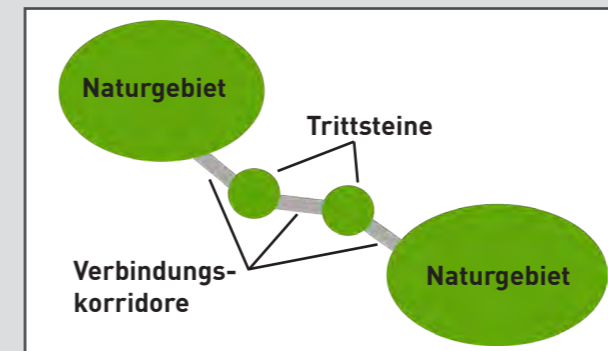 Naturgebiet
Trittsteine
Verbindungs-
korridore
Naturgebiet